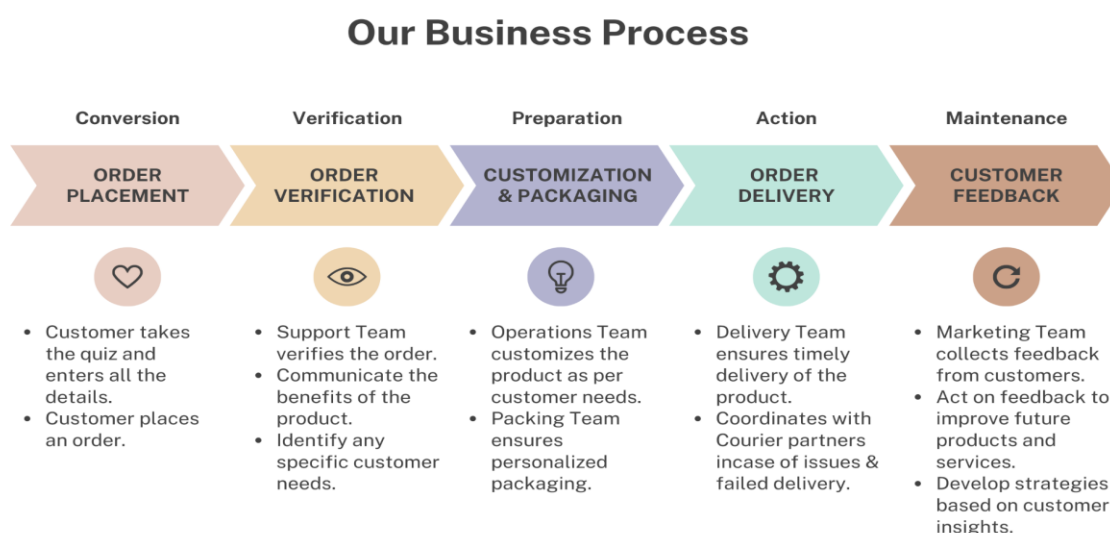 Our Business Process
Conversion
Verification
Preparation
Action
Maintenance
ORDER
PLACEMENT
ORDER
VERIFICATION
CUSTOMIZATION
& PACKAGING
ORDER
DELIVERY
CUSTOMER
FEEDBACK
• Customer takes
the quiz and
enters all the
details.
• Customer places
an order.
• Support Team
verifies the order.
• Communicate the
benefits of the
product.
• Identify any
specific customer
needs.
• Operations Team
customizes the
product as per
customer needs.
• Packing Team
ensures
personalized
packaging.
• Delivery Team
ensures timely
delivery of the
product.
• Coordinates with
Courier partners
incase of issues &
failed delivery.
• Marketing Team
collects feedback
from customers.
• Act on feedback to
improve future
products and
services.
• Develop strategies
based on customer
insights.